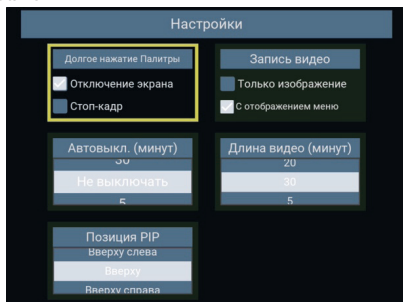 Настройки
Долгое нажатие Палитры
Отключение экрана
Стоп-кадр
Запись видео
Только изображение
С отображением меню
Автовыкл. (минут)
30
Не выключать
5
Длина видео (минут)
20
30
5
Позиция PIP
Вверху слева
Вверху
Вверху справа